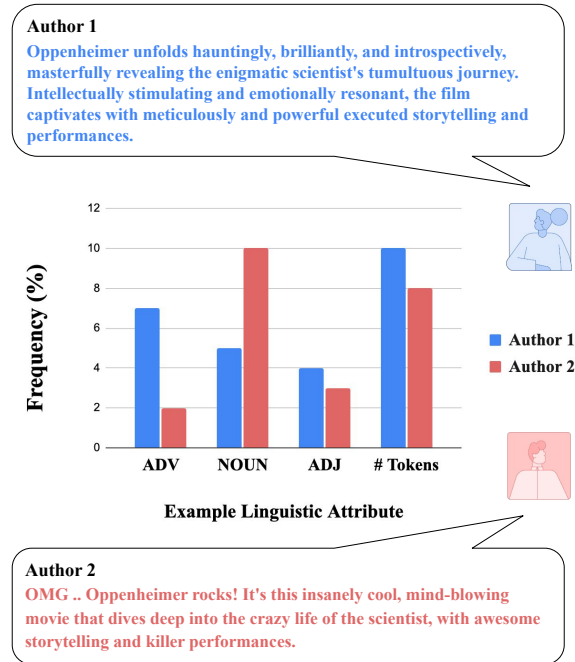 Author 1
Oppenheimer unfolds hauntingly, brilliantly, and introspectively,
masterfully revealing the enigmatic scientist's tumultuous journey.
Intellectually stimulating and emotionally resonant, the film
captivates with meticulously and powerful executed storytelling and
performances.
12
10
8
6
4
2
0
Frequency (%)
ADV NOUN ADJ # Tokens
Example Linguistic Attribute
Author 1
Author 2
Author 2
OMG .. Oppenheimer rocks! It's this insanely cool, mind-blowing
movie that dives deep into the crazy life of the scientist, with awesome
storytelling and killer performances.